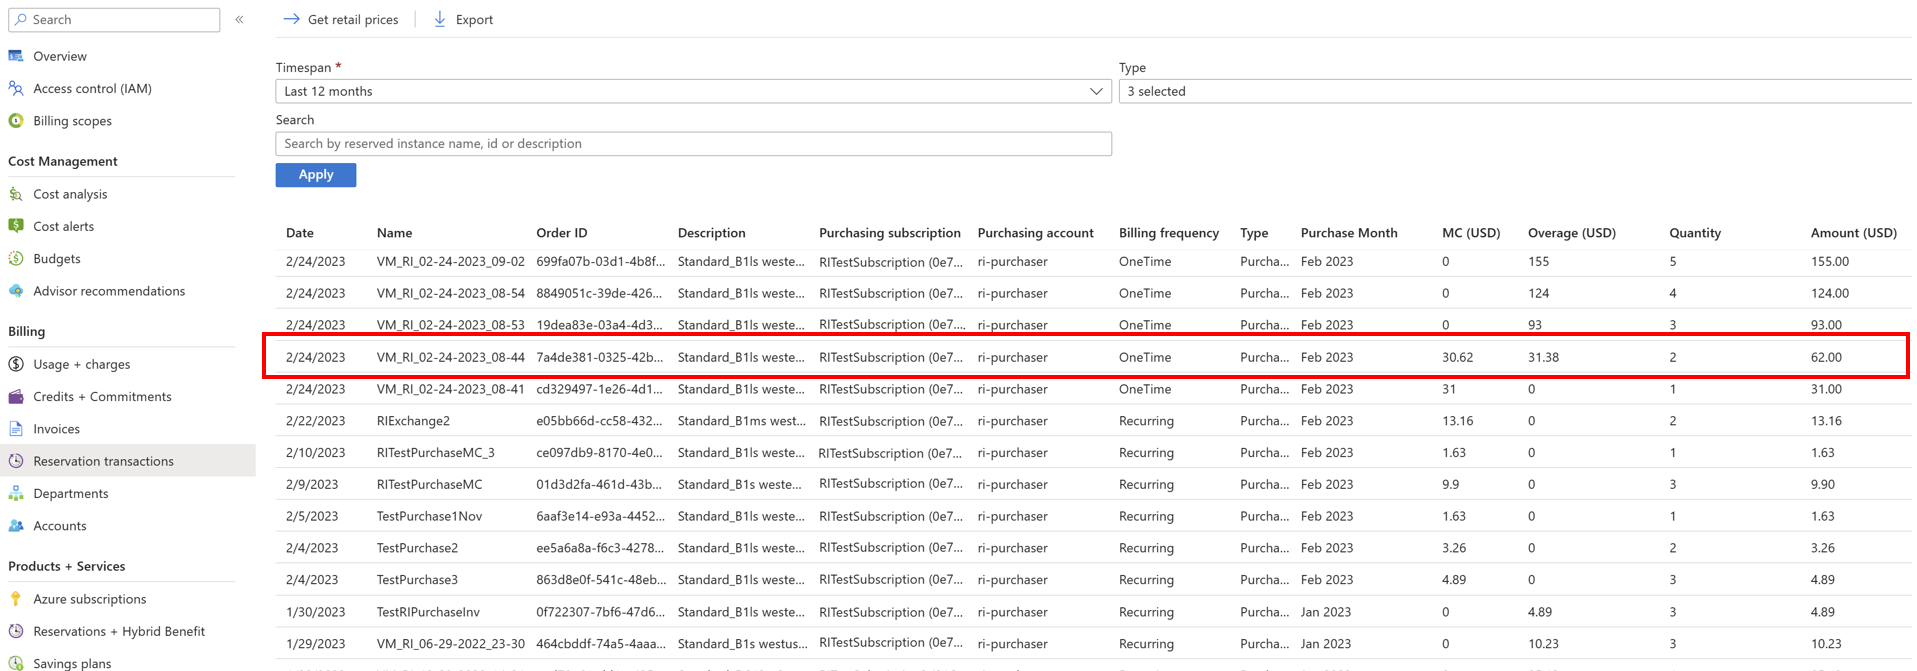 Search «
Overview
Access control (IAM)
Billing scopes
Cost Management
Cost analysis
Cost alerts
Budgets
Advisor recommendations
Billing
Usage + charges
Credits + Commitments
Invoices
Reservation transactions
Departments
Accounts
Products + Services
Azure subscriptions
Reservations + Hybrid Benefit
Savings plans
Get retail prices Export
Timespan * Type
Last 12 months 3 selected
Search
Search by reserved instance name, id or description
Apply
Date Name Order ID Description Purchasing subscription Purchasing account Billing frequency Type Purchase Month MC (USD) Overage (USD) Quantity Amount (USD)
2/24/2023 VM_RI_02-24-2023_09-02 699fa07b-03d1-4b8f... Standard_B1ls weste... RITestSubscription (0e7... ri-purchaser OneTime Purcha... Feb 2023 0 155 5 155.00
2/24/2023 VM_RI_02-24-2023_08-54 8849051c-39de-426... Standard_B1ls weste... RITestSubscription (0e7... ri-purchaser OneTime Purcha... Feb 2023 0 124 4 124.00
2/24/2023 VM_RI_02-24-2023_08-53 19dea83e-03a4-4d3... Standard_B1ls weste... RITestSubscription (0e7... ri-purchaser OneTime Purcha... Feb 2023 0 93 3 93.00
2/24/2023 VM_RI_02-24-2023_08-44 7a4de381-0325-42b... Standard_B1ls weste... RITestSubscription (0e7... ri-purchaser OneTime Purcha... Feb 2023 30.62 31.38 2 62.00
2/24/2023 VM_RI_02-24-2023_08-41 cd329497-1e26-4d1... Standard_B1ls weste... RITestSubscription (0e7... ri-purchaser OneTime Purcha... Feb 2023 31 0 1 31.00
2/22/2023 RIExchange2 e05bb66d-cc58-432... Standard_B1ms west... RITestSubscription (0e7... ri-purchaser Recurring Purcha... Feb 2023 13.16 0 2 13.16
2/10/2023 RITestPurchaseMC_3 ce097db9-8170-4e0... Standard_B1ls weste... RITestSubscription (0e7... ri-purchaser Recurring Purcha... Feb 2023 1.63 0 1 1.63
2/9/2023 RITestPurchaseMC 01d3d2fa-461d-43b... Standard_B1s weste... RITestSubscription (0e7... ri-purchaser Recurring Purcha... Feb 2023 9.9 0 3 9.90
2/5/2023 TestPurchase1Nov 6aaf3e14-e93a-4452... Standard_B1ls weste... RITestSubscription (0e7... ri-purchaser Recurring Purcha... Feb 2023 1.63 0 1 1.63
2/4/2023 TestPurchase2 ee5a6a8a-f6c3-4278... Standard_B1ls weste... RITestSubscription (0e7... ri-purchaser Recurring Purcha... Feb 2023 3.26 0 2 3.26
2/4/2023 TestPurchase3 863d8e0f-541c-48eb... Standard_B1ls weste... RITestSubscription (0e7... ri-purchaser Recurring Purcha... Feb 2023 4.89 0 3 4.89
1/30/2023 TestRIPurchaseInv 0f722307-7bf6-47d6... Standard_B1ls weste... RITestSubscription (0e7... ri-purchaser Recurring Purcha... Jan 2023 0 4.89 3 4.89
1/29/2023 VM_RI_06-29-2022_23-30 464cbddf-74a5-4aaa... Standard_B1s westus... RITestSubscription (0e7... ri-purchaser Recurring Purcha... Jan 2023 0 10.23 3 10.23